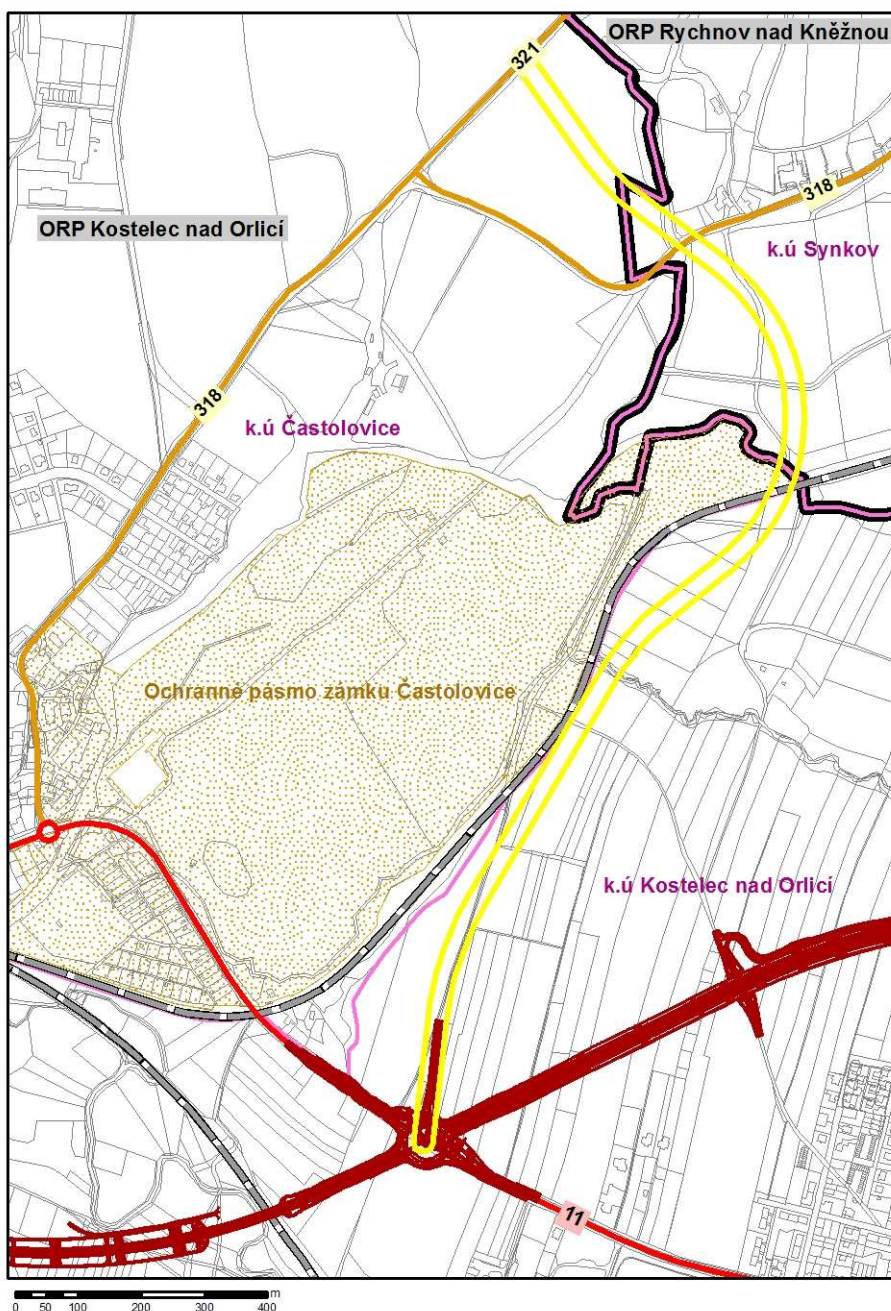 ORP Rychnov nad Kněžnou
321
318
ORP Kostelec nad Orlicí
k.ú Synkov
318
k.ú Častolovice
Ochranné pásmo zámku Častolovice
k.ú Kostelec nad Orlicí
11
m
0 50 100 200 300 400